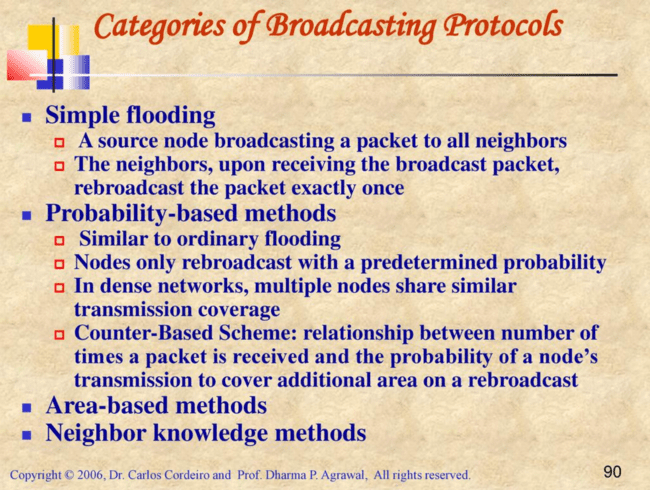 Categories of Broadcasting Protocols
Simple flooding
A source node broadcasting a packet to all neighbors
The neighbors, upon receiving the broadcast packet,
rebroadcast the packet exactly once
Probability-based methods
Similar to ordinary flooding
Nodes only rebroadcast with a predetermined probability
In dense networks, multiple nodes share similar
transmission coverage
Counter-Based Scheme: relationship between number of
times a packet is received and the probability of a node's
transmission to cover additional area on a rebroadcast
Area-based methods
Neighbor knowledge methods
Copyright © 2006, Dr. Carlos Cordeiro and Prof. Dharma P. Agrawal, All rights reserved.
90